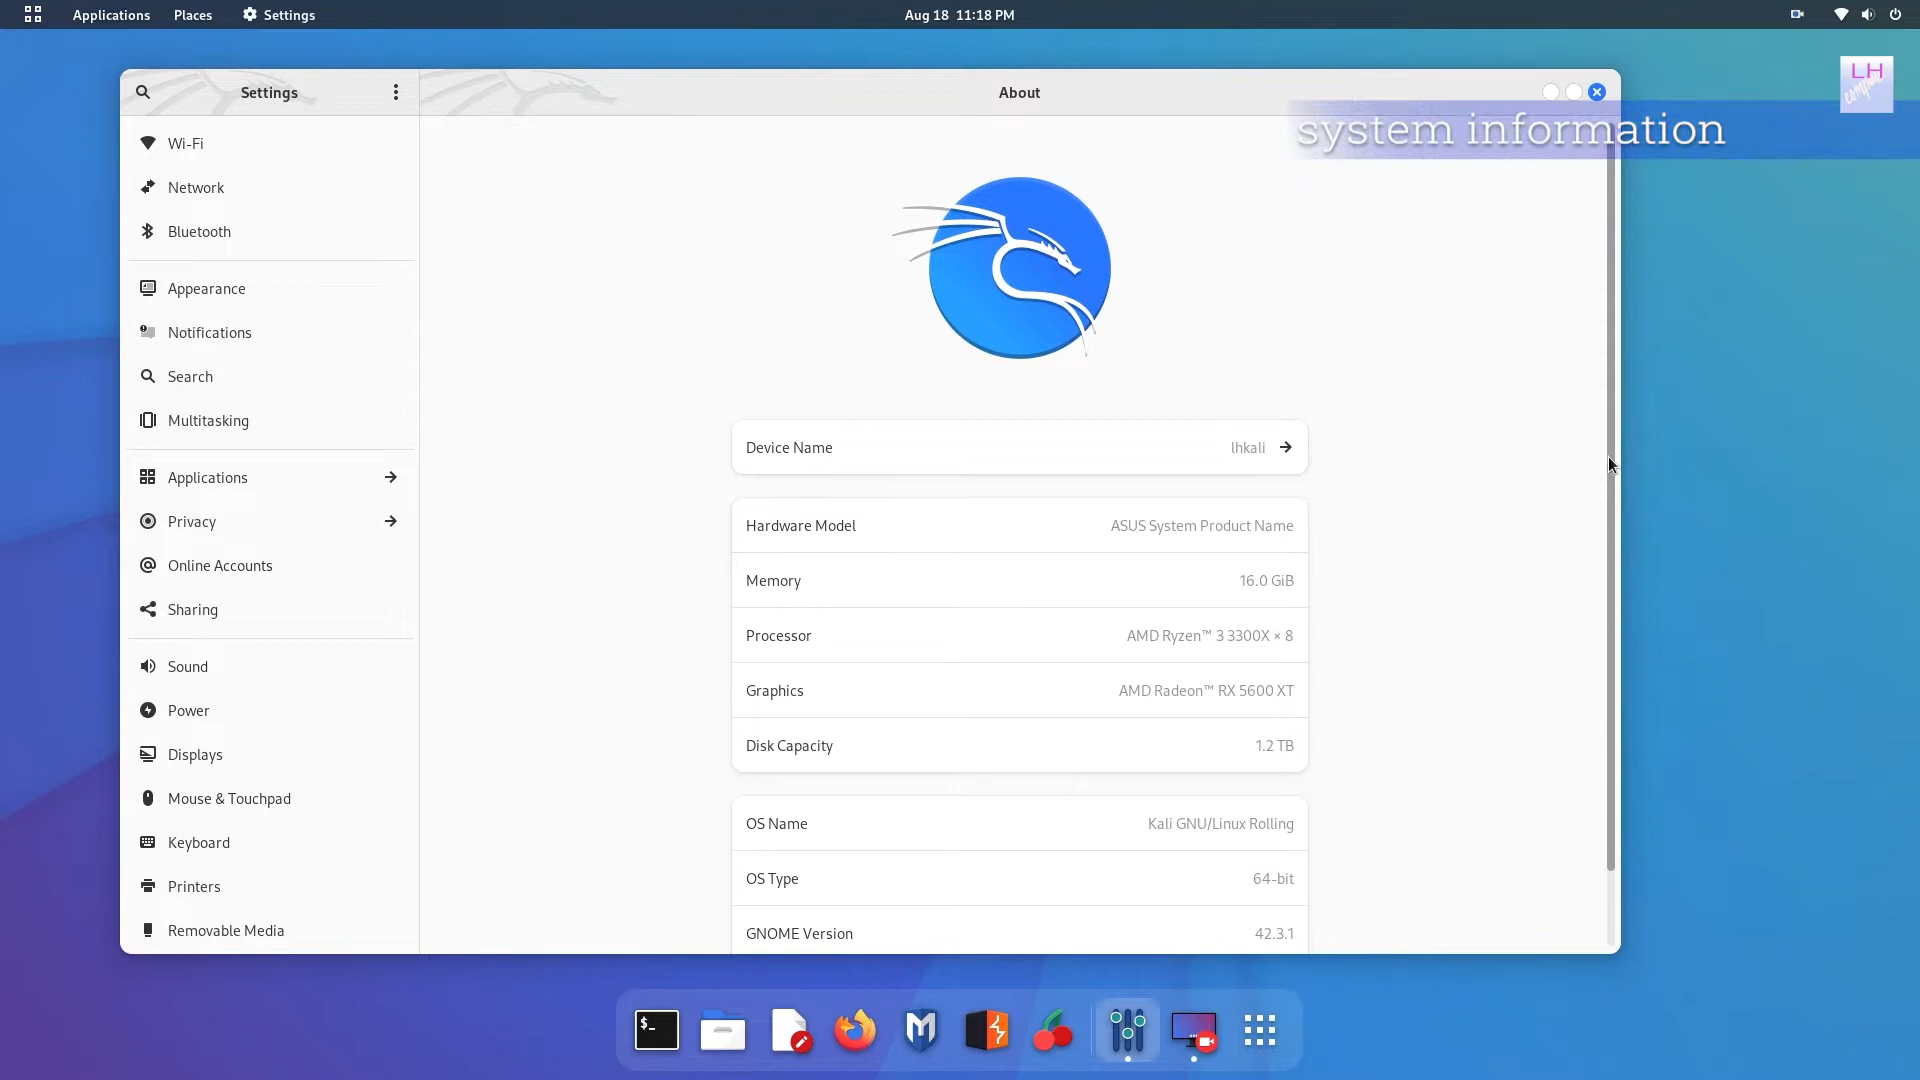 Applications Places Settings Aug 18 11:18 PM
LH
Settings About
system information
Wi-Fi
Network
Bluetooth
Appearance
Notifications
Search
Multitasking
Applications
Privacy
Online Accounts
Sharing
Sound
Power
Displays
Mouse & Touchpad
Keyboard
Printers
Removable Media
Device Name lhkali
Hardware Model ASUS System Product Name
Memory 16.0 GiB
Processor AMD Ryzen™ 3 3300X × 8
Graphics AMD Radeon™ RX 5600 XT
Disk Capacity 1.2 TB
OS Name Kali GNU/Linux Rolling
OS Type 64-bit
GNOME Version 42.3.1
$_